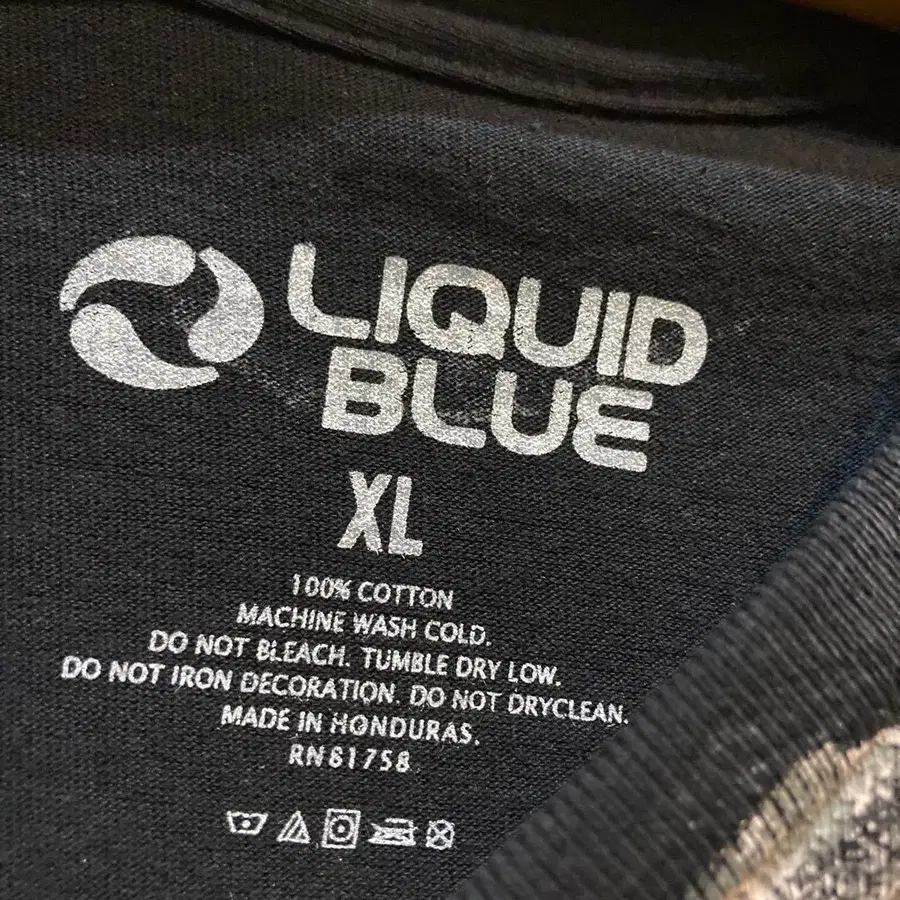 LIQUID
BLUE
XL
100% COTTON
MACHINE WASH COLD.
DO NOT BLEACH. TUMBLE DRY LOW.
DO NOT IRON DECORATION. DO NOT DRYCLEAN.
MADE IN HONDURAS.
RN81758